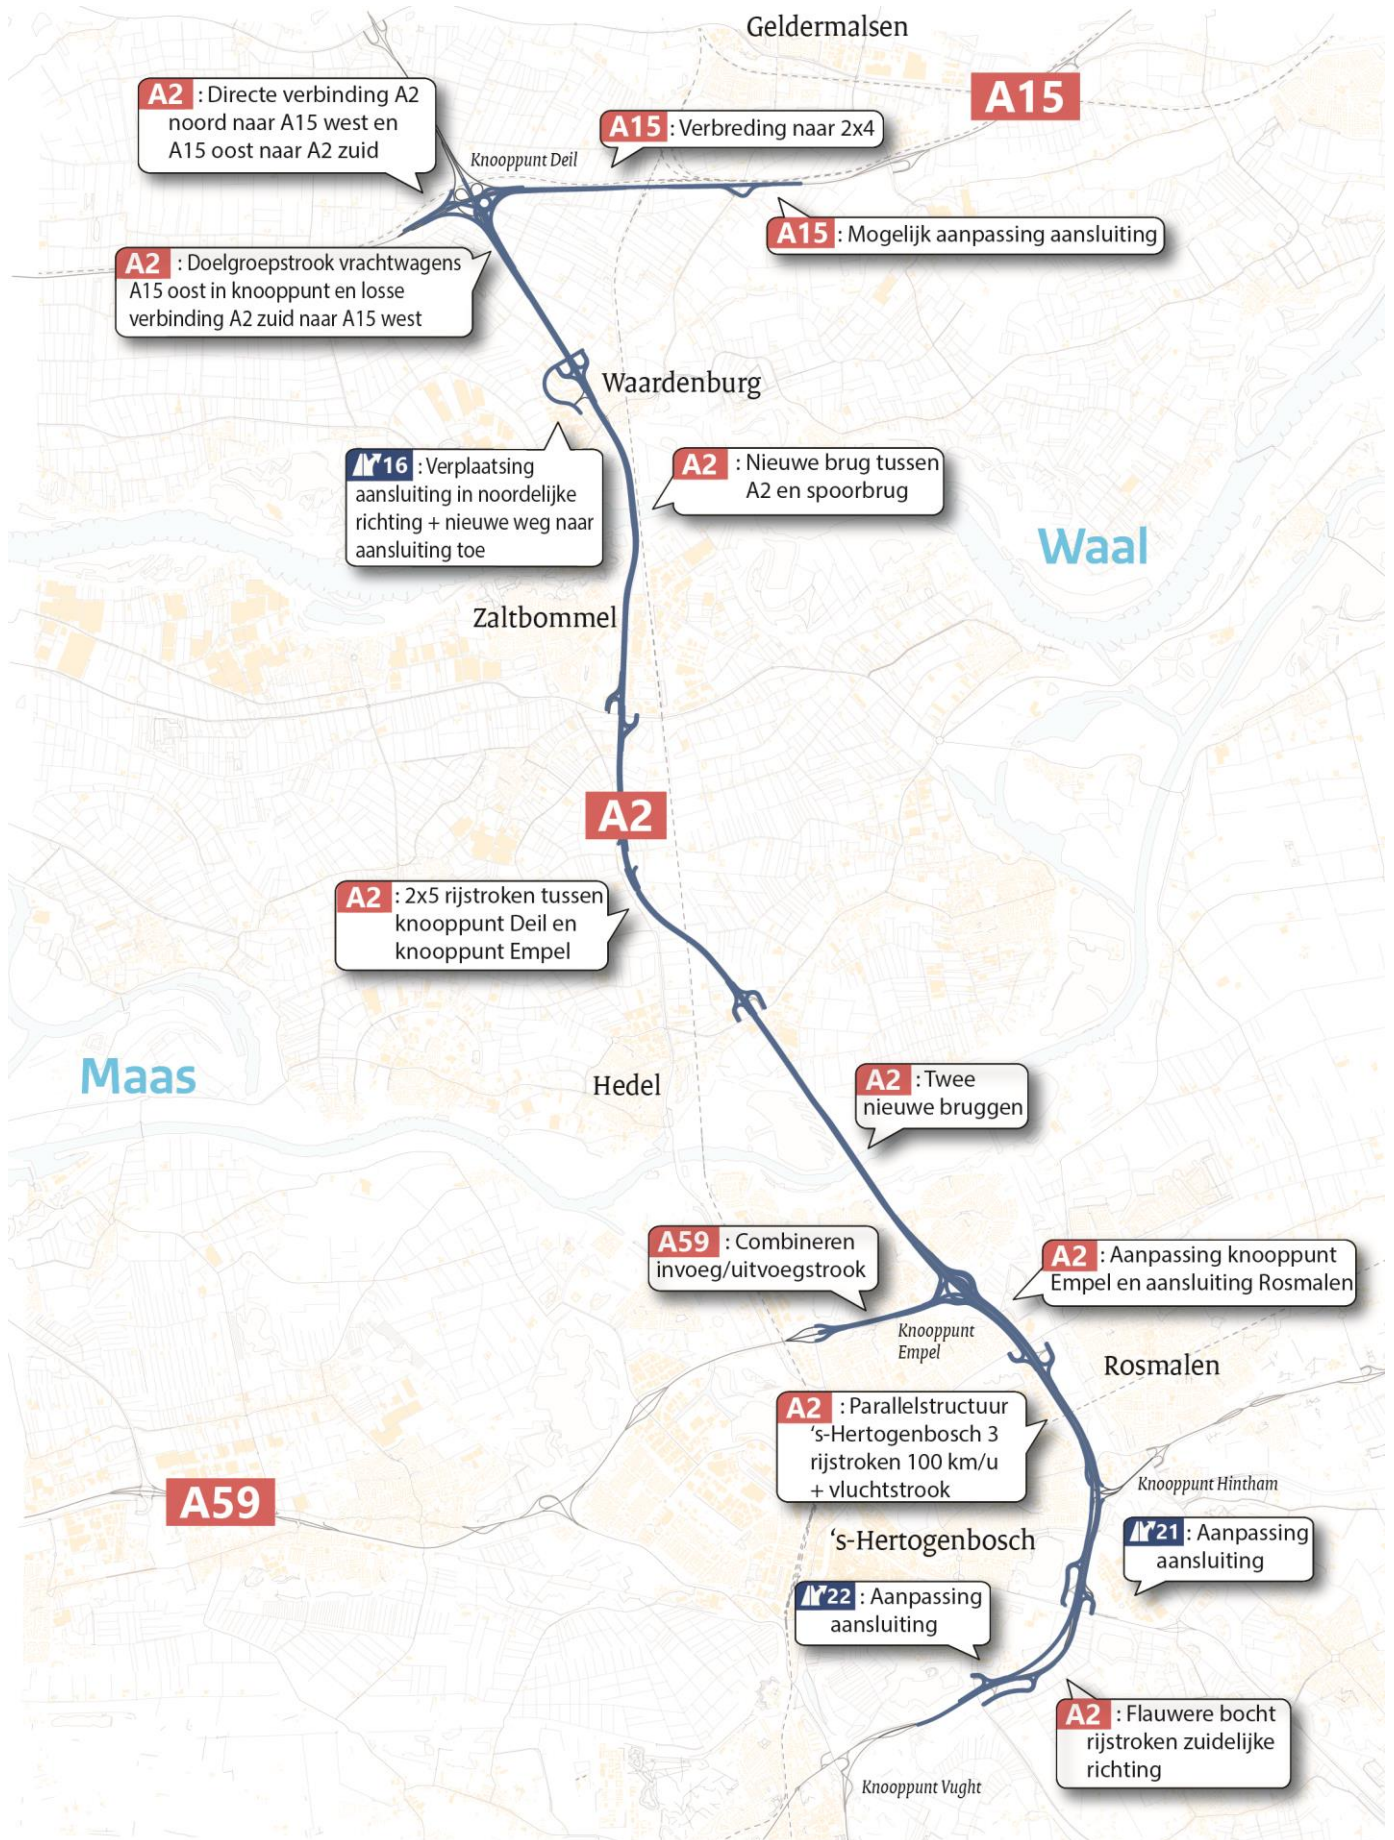 Geldermalsen
A2 : Directe verbinding A2
noord naar A15 west en
A15 oost naar A2 zuid
A15
A15 : Verbreding naar 2x4
Knooppunt Deil
A15 : Mogelijk aanpassing aansluiting
A2 : Doelgroepstrook vrachtwagens
A15 oost in knooppunt en losse
verbinding A2 zuid naar A15 west
Waardenburg
16 : Verplaatsing
aansluiting in noordelijke
richting + nieuwe weg naar
aansluiting toe
A2 : Nieuwe brug tussen
A2 en spoorbrug
Waal
Zaltbommel
A2
A2 : 2x5 rijstroken tussen
knooppunt Deil en
knooppunt Empel
Maas
Hedel
A2 : Twee
nieuwe bruggen
A59 : Combineren
invoeg/uitvoegstrook
A2 : Aanpassing knooppunt
Empel en aansluiting Rosmalen
Knooppunt
Empel
Rosmalen
A2 : Parallelstructuur
‘s-Hertogenbosch 3
rijstroken 100 km/u
+ vluchtstrook
Knooppunt Hintham
A59
‘s-Hertogenbosch
21 : Aanpassing
aansluiting
22 : Aanpassing
aansluiting
A2 : Flauwere bocht
rijstroken zuidelijke
richting
Knooppunt Vught